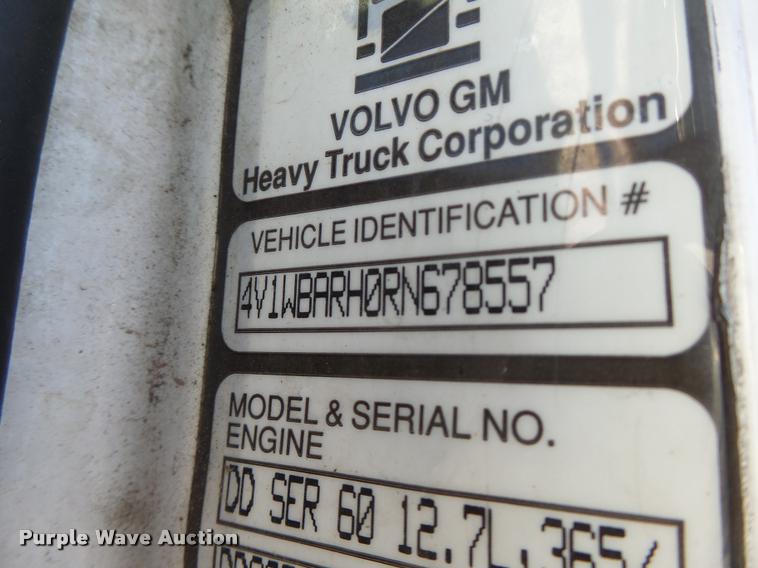 VOLVO GM
Heavy Truck Corporation
VEHICLE IDENTIFICATION #
4V1WBARH0RN678557
MODEL & SERIAL NO.
ENGINE
DD SER 60 12.7L,365/
Purple Wave Auction